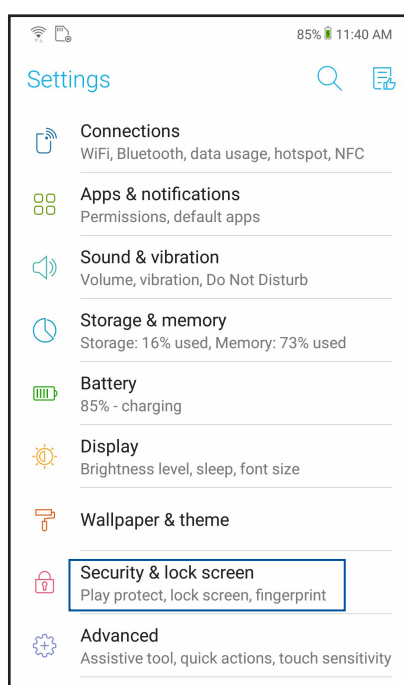 85% 11:40 AM
Settings
Connections
WiFi, Bluetooth, data usage, hotspot, NFC
Apps & notifications
Permissions, default apps
Sound & vibration
Volume, vibration, Do Not Disturb
Storage & memory
Storage: 16% used, Memory: 73% used
Battery
85% - charging
Display
Brightness level, sleep, font size
Wallpaper & theme
Security & lock screen
Play protect, lock screen, fingerprint
Advanced
Assistive tool, quick actions, touch sensitivity